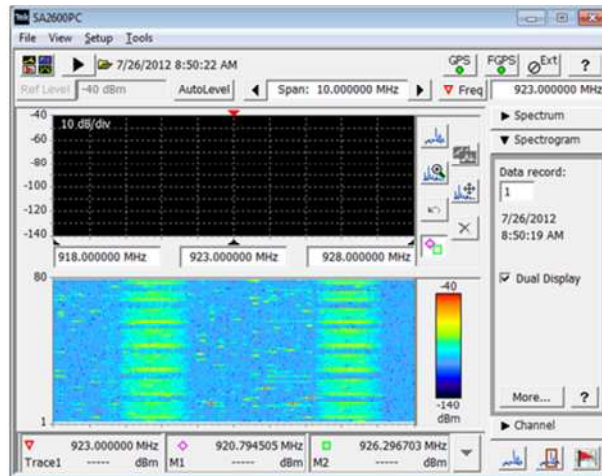 Tek SA2600PC
File View Setup Tools
7/26/2012 8:50:22 AM
GPS FGPS Ext ?
Ref Level -40 dBm AutoLevel Span: 10.000000 MHz Freq 923.000000 MHz
-40
10 dB/div
-60
-80
-100
-120
-140
918.000000 MHz 923.000000 MHz 928.000000 MHz
80
1
-40
-140
dBm
Spectrum
Spectrogram
Data record:
1
7/26/2012
8:50:19 AM
Dual Display
More... ?
Channel
923.000000 MHz 920.794505 MHz 926.296703 MHz
Trace1 ----- dBm M1 ----- dBm M2 ----- dBm